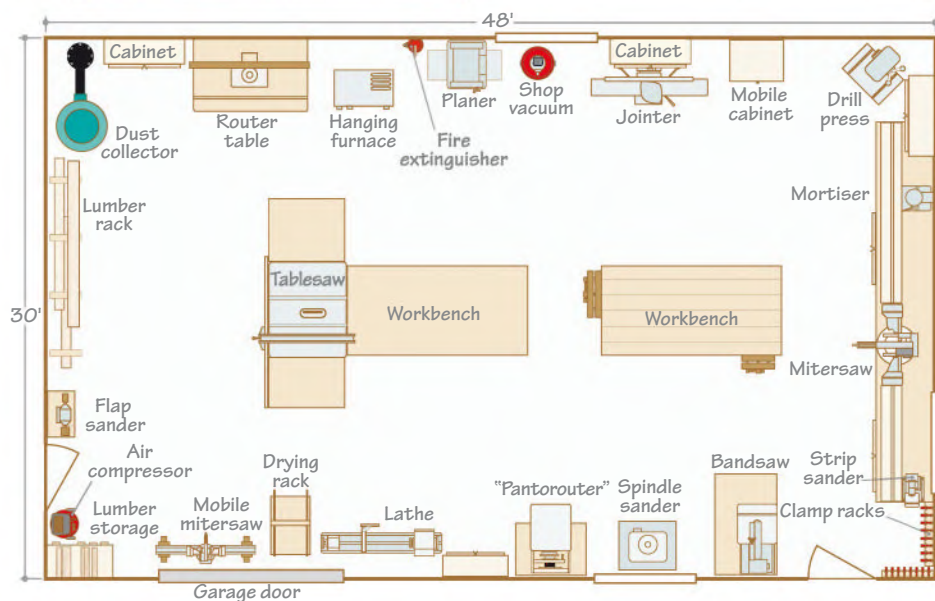 48'
Cabinet
Dust
collector
Router
table
Hanging
furnace
Fire
extinguisher
Planer
Shop
vacuum
Cabinet
Jointer
Mobile
cabinet
Drill
press
Lumber
rack
Mortiser
30'
Tablesaw
Workbench
Workbench
Mitersaw
Flap
sander
Air
compressor
Lumber
storage
Mobile
mitersaw
Drying
rack
Lathe
"Pantorouter"
Spindle
sander
Bandsaw
Strip
sander
Clamp racks
Garage door